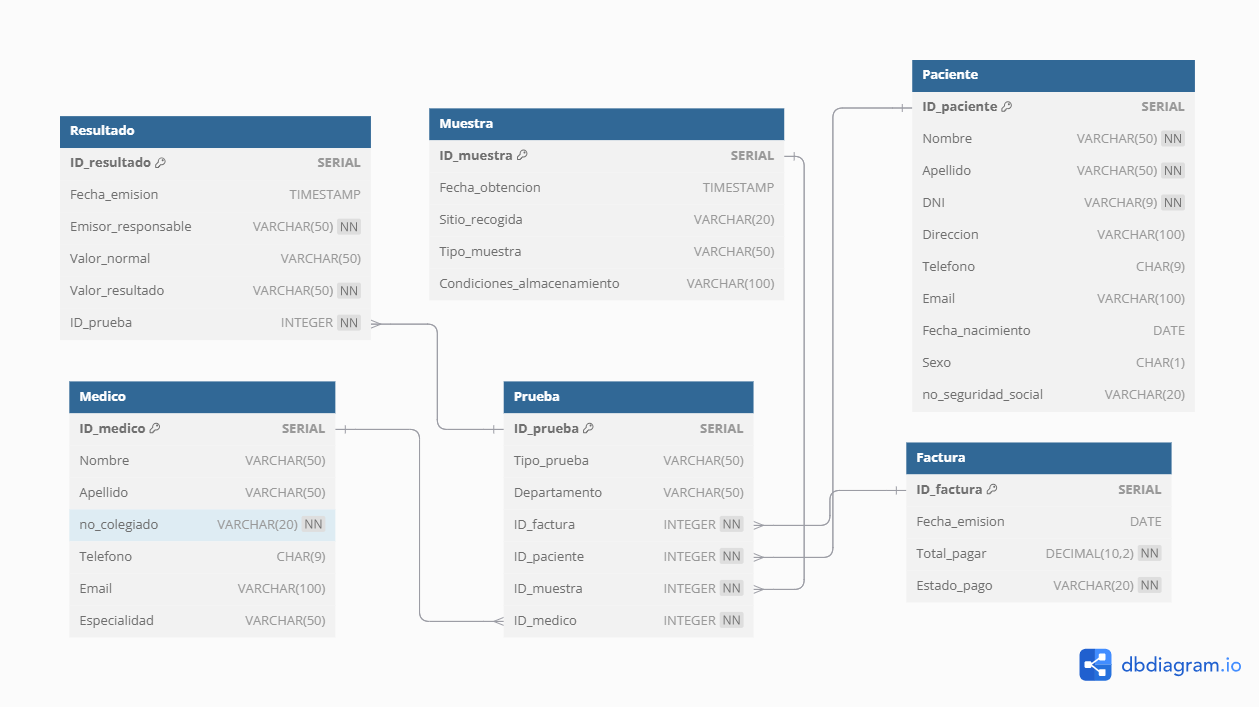 Resultado
ID_resultado SERIAL
Fecha_emision TIMESTAMP
Emisor_responsable VARCHAR(50) NN
Valor_normal VARCHAR(50)
Valor_resultado VARCHAR(50) NN
ID_prueba INTEGER NN
Muestra
ID_muestra SERIAL
Fecha_obtencion TIMESTAMP
Sitio_recogida VARCHAR(20)
Tipo_muestra VARCHAR(50)
Condiciones_almacenamiento VARCHAR(100)
Paciente
ID_paciente SERIAL
Nombre VARCHAR(50) NN
Apellido VARCHAR(50) NN
DNI VARCHAR(9) NN
Direccion VARCHAR(100)
Telefono CHAR(9)
Email VARCHAR(100)
Fecha_nacimiento DATE
Sexo CHAR(1)
no_seguridad_social VARCHAR(20)
Medico
ID_medico SERIAL
Nombre VARCHAR(50)
Apellido VARCHAR(50)
no_colegiado VARCHAR(20) NN
Telefono CHAR(9)
Email VARCHAR(100)
Especialidad VARCHAR(50)
Prueba
ID_prueba SERIAL
Tipo_prueba VARCHAR(50)
Departamento VARCHAR(50)
ID_factura INTEGER NN
ID_paciente INTEGER NN
ID_muestra INTEGER NN
ID_medico INTEGER NN
Factura
ID_factura SERIAL
Fecha_emision DATE
Total_pagar DECIMAL(10,2) NN
Estado_pago VARCHAR(20) NN
dbdiagram.io